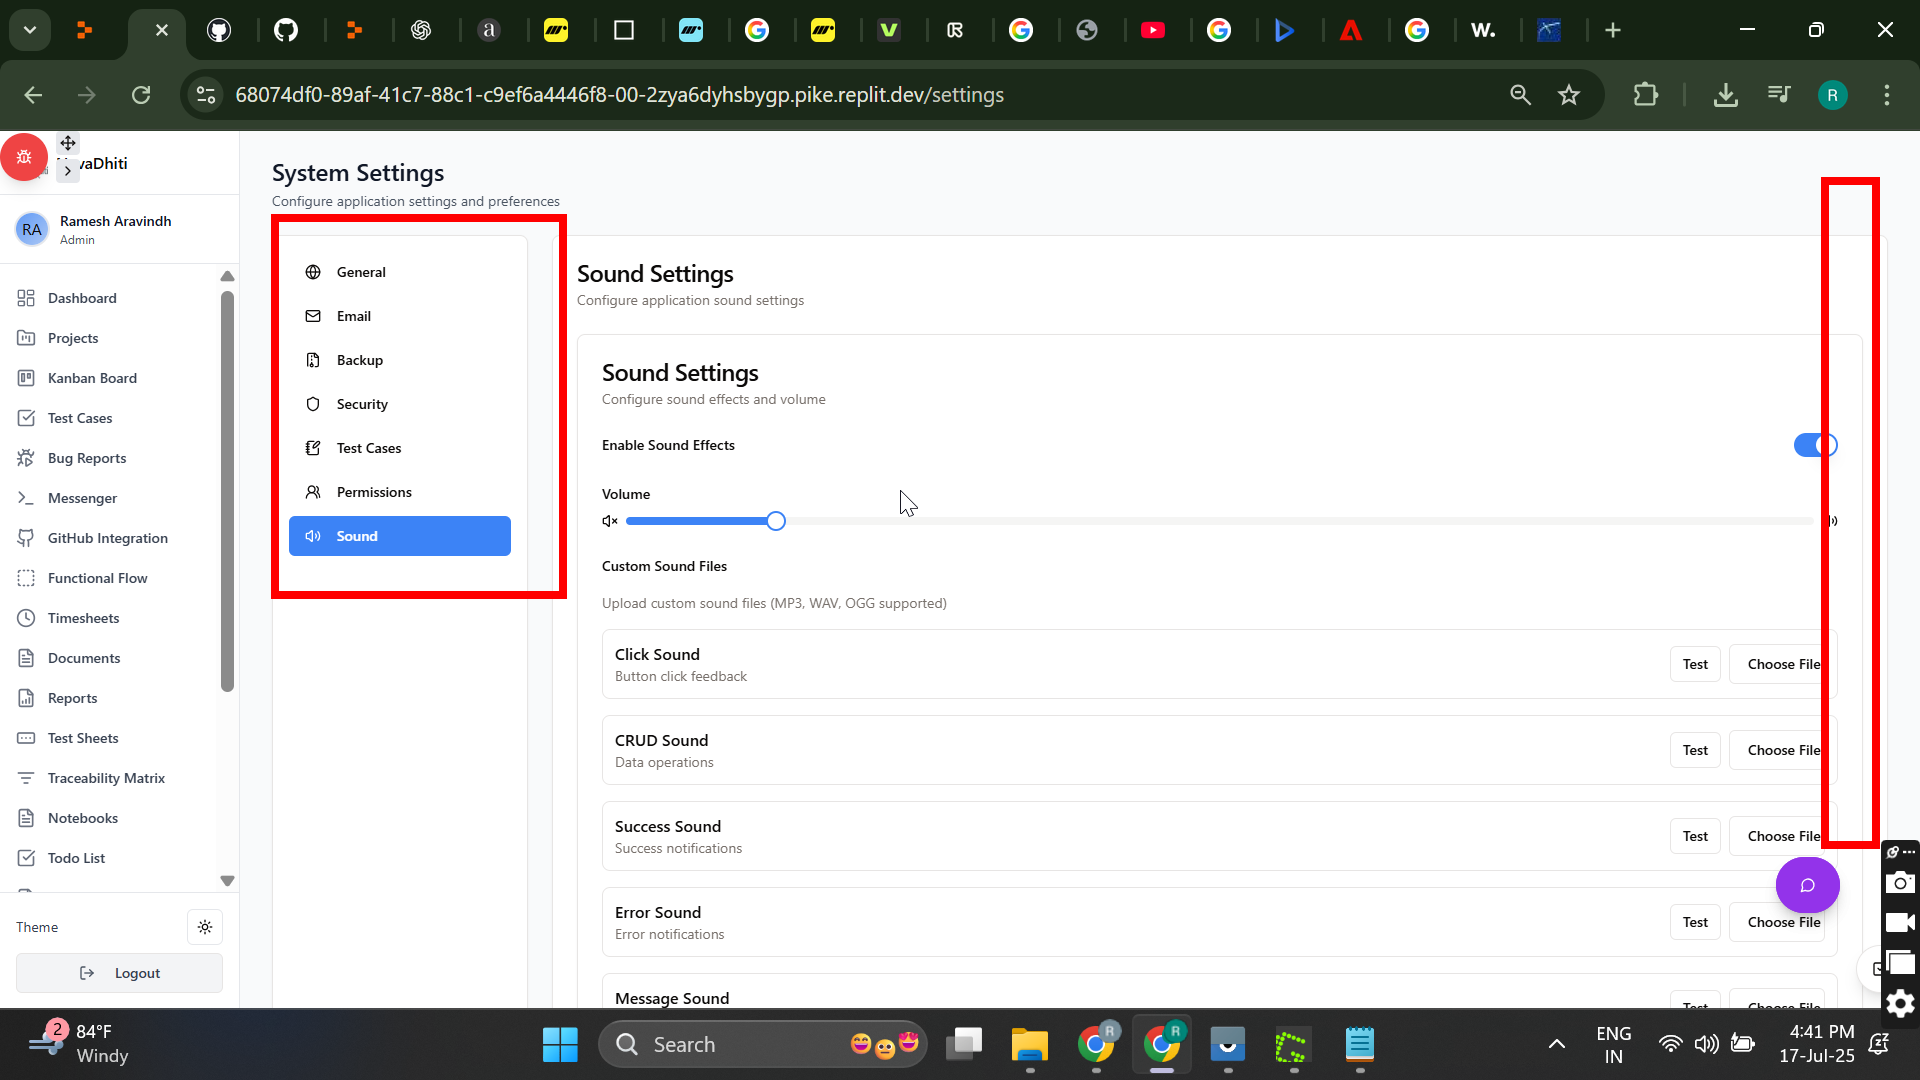 68074df0-89af-41c7-88c1-c9ef6a4446f8-00-2zya6dyhsbygp.pike.replit.dev/settings
R
vaDhiti
RA
Ramesh Aravindh
Admin
Dashboard
Projects
Kanban Board
Test Cases
Bug Reports
Messenger
GitHub Integration
Functional Flow
Timesheets
Documents
Reports
Test Sheets
Traceability Matrix
Notebooks
Todo List
Theme
Logout
System Settings
Configure application settings and preferences
General
Email
Backup
Security
Test Cases
Permissions
Sound
Sound Settings
Configure application sound settings
Sound Settings
Configure sound effects and volume
Enable Sound Effects
Volume
Custom Sound Files
Upload custom sound files (MP3, WAV, OGG supported)
Click Sound
Button click feedback
Test
Choose File
CRUD Sound
Data operations
Test
Choose File
Success Sound
Success notifications
Test
Choose File
Error Sound
Error notifications
Test
Choose File
Message Sound
Test
Choose File
2
84°F
Windy
Search
R
R
ENG
IN
4:41 PM
17-Jul-25